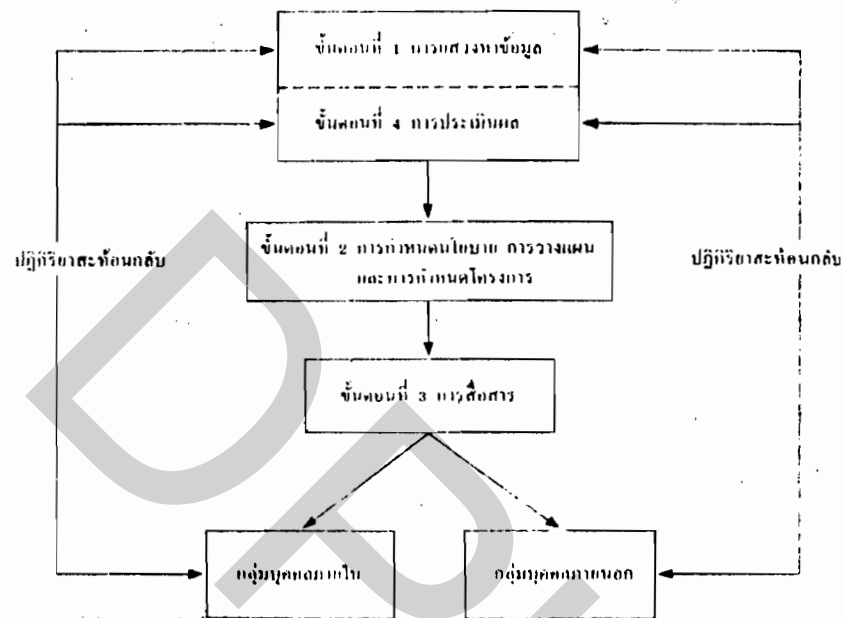 ขั้นตอนที่ 1 การแสวงหาข้อมูล
ขั้นตอนที่ 4 การประเมินผล
ขั้นตอนที่ 2 การกำหนดนโยบาย การวางแผน
และการกำหนดโครงการ
ปฏิกิริยาสะท้อนกลับ
ปฏิกิริยาสะท้อนกลับ
ขั้นตอนที่ 3 การสื่อสาร
กลุ่มบุคคลภายใน
กลุ่มบุคคลภายนอก